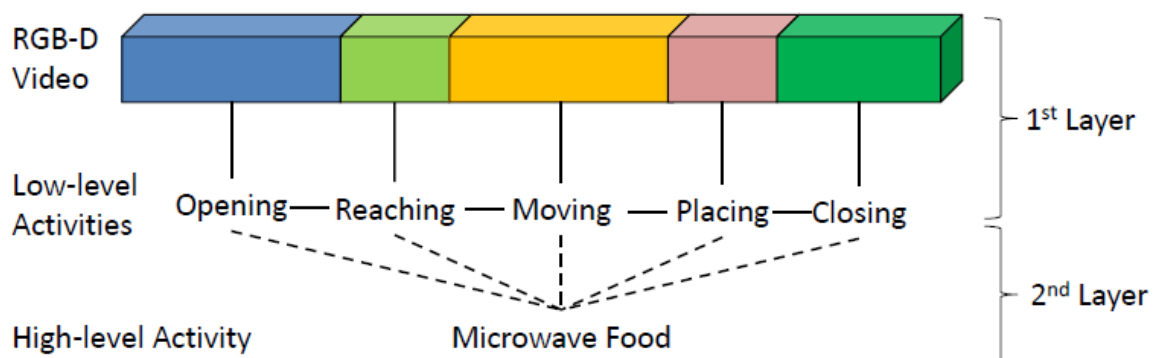 RGB-D
Video
1st Layer
Low-level
Activities
Opening Reaching Moving Placing Closing
2nd Layer
High-level Activity Microwave Food